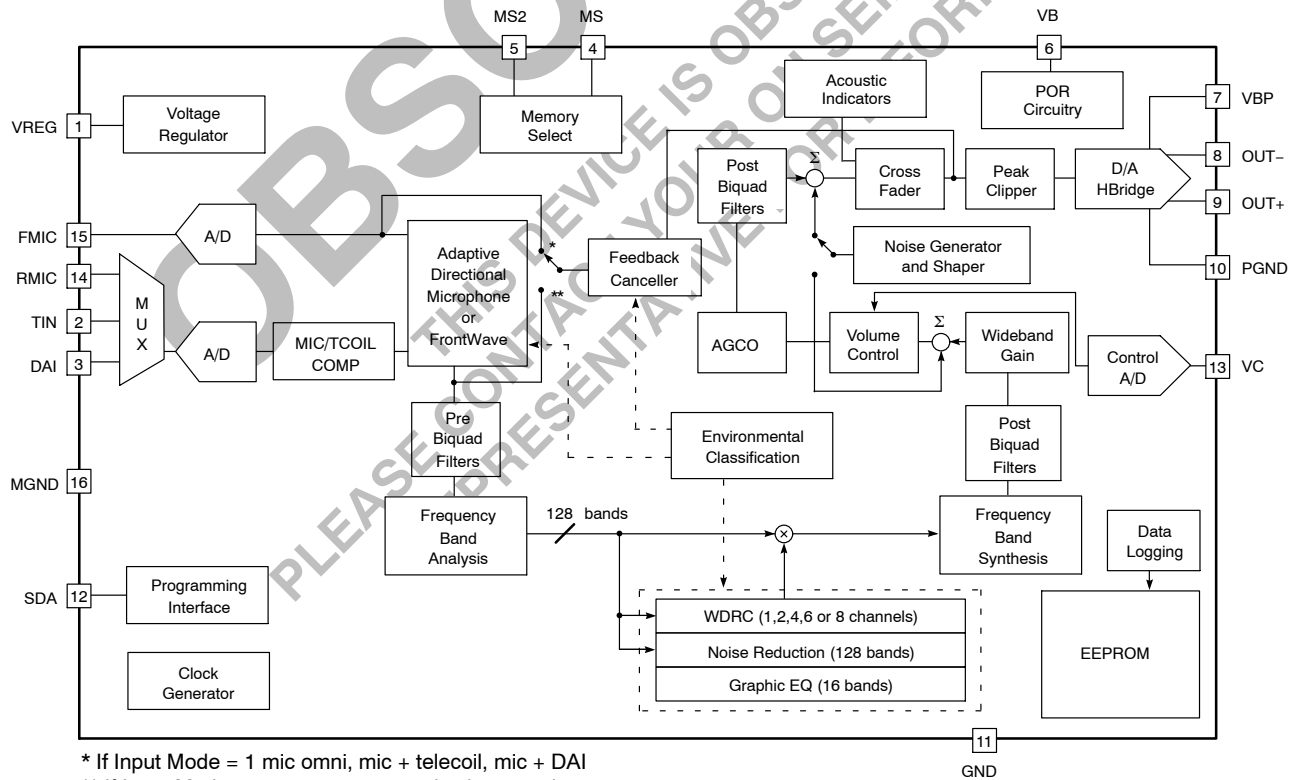 MS2
MS
VB
5
4
6
Voltage
Regulator
Memory
Select
Acoustic
Indicators
POR
Circuitry
VREG
1
7
VBP
8
OUT−
9
OUT+
10
PGND
FMIC
15
RMIC
14
TIN
2
DAI
3
M
U
X
A/D
A/D
MIC/TCOIL
COMP
Adaptive
Directional
Microphone
or
FrontWave
*
**
Feedback
Canceller
Post
Biquad
Filters
Σ
Cross
Fader
Peak
Clipper
D/A
HBridge
Noise Generator
and Shaper
AGCO
Volume
Control
Σ
Wideband
Gain
Control
A/D
13
VC
Pre
Biquad
Filters
Environmental
Classification
Post
Biquad
Filters
MGND
16
Frequency
Band
Analysis
128 bands
×
Frequency
Band
Synthesis
Data
Logging
SDA
12
Programming
Interface
WDRC (1,2,4,6 or 8 channels)
Noise Reduction (128 bands)
Graphic EQ (16 bands)
EEPROM
Clock
Generator
11
GND
* If Input Mode = 1 mic omni, mic + telecoil, mic + DAI